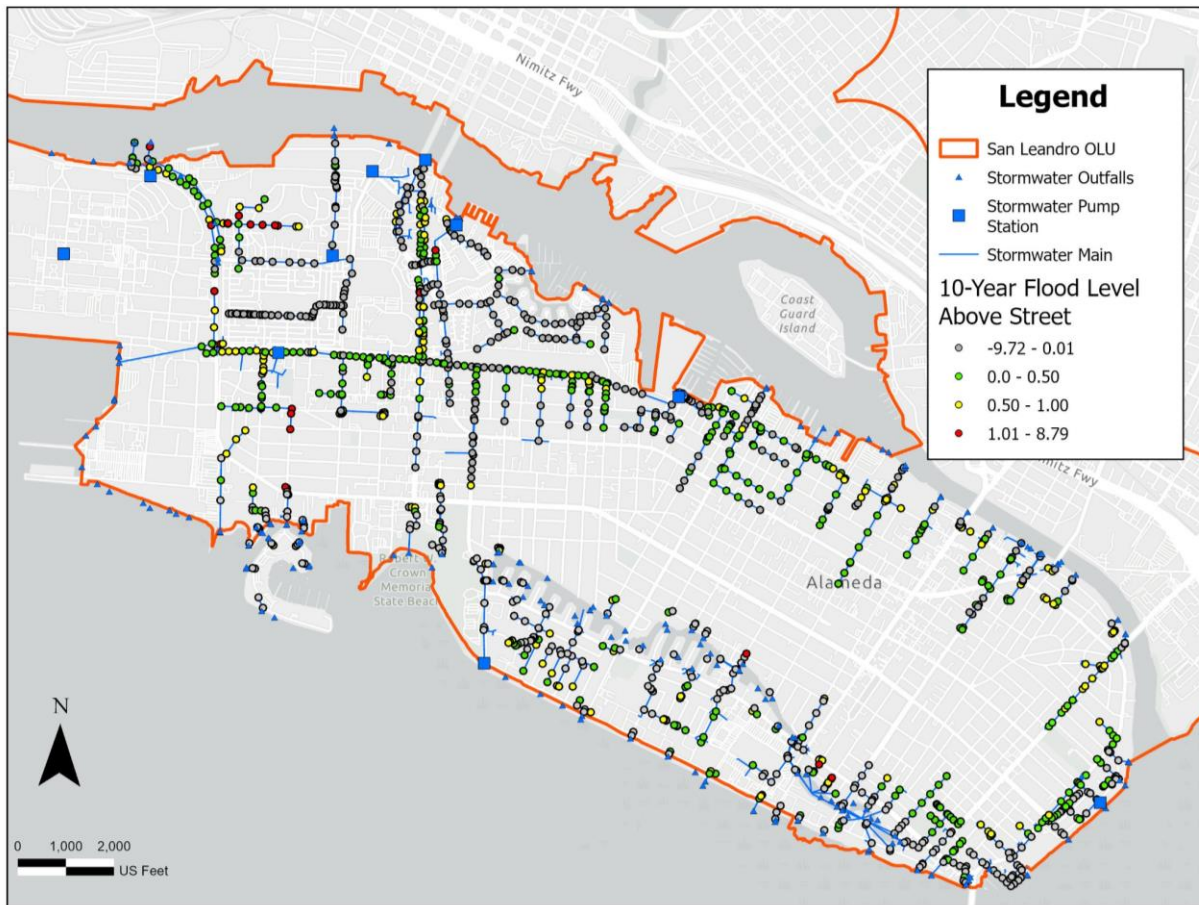 Nimitz Fwy
Legend
San Leandro OLU
Stormwater Outfalls
Stormwater Pump
Station
Stormwater Main
10-Year Flood Level
Above Street
-9.72 - 0.01
0.0 - 0.50
0.50 - 1.00
1.01 - 8.79
Coast
Guard
Island
imitz Fwy
Alameda
Crown
Memorial
State Beach
N
0 1,000 2,000
US Feet